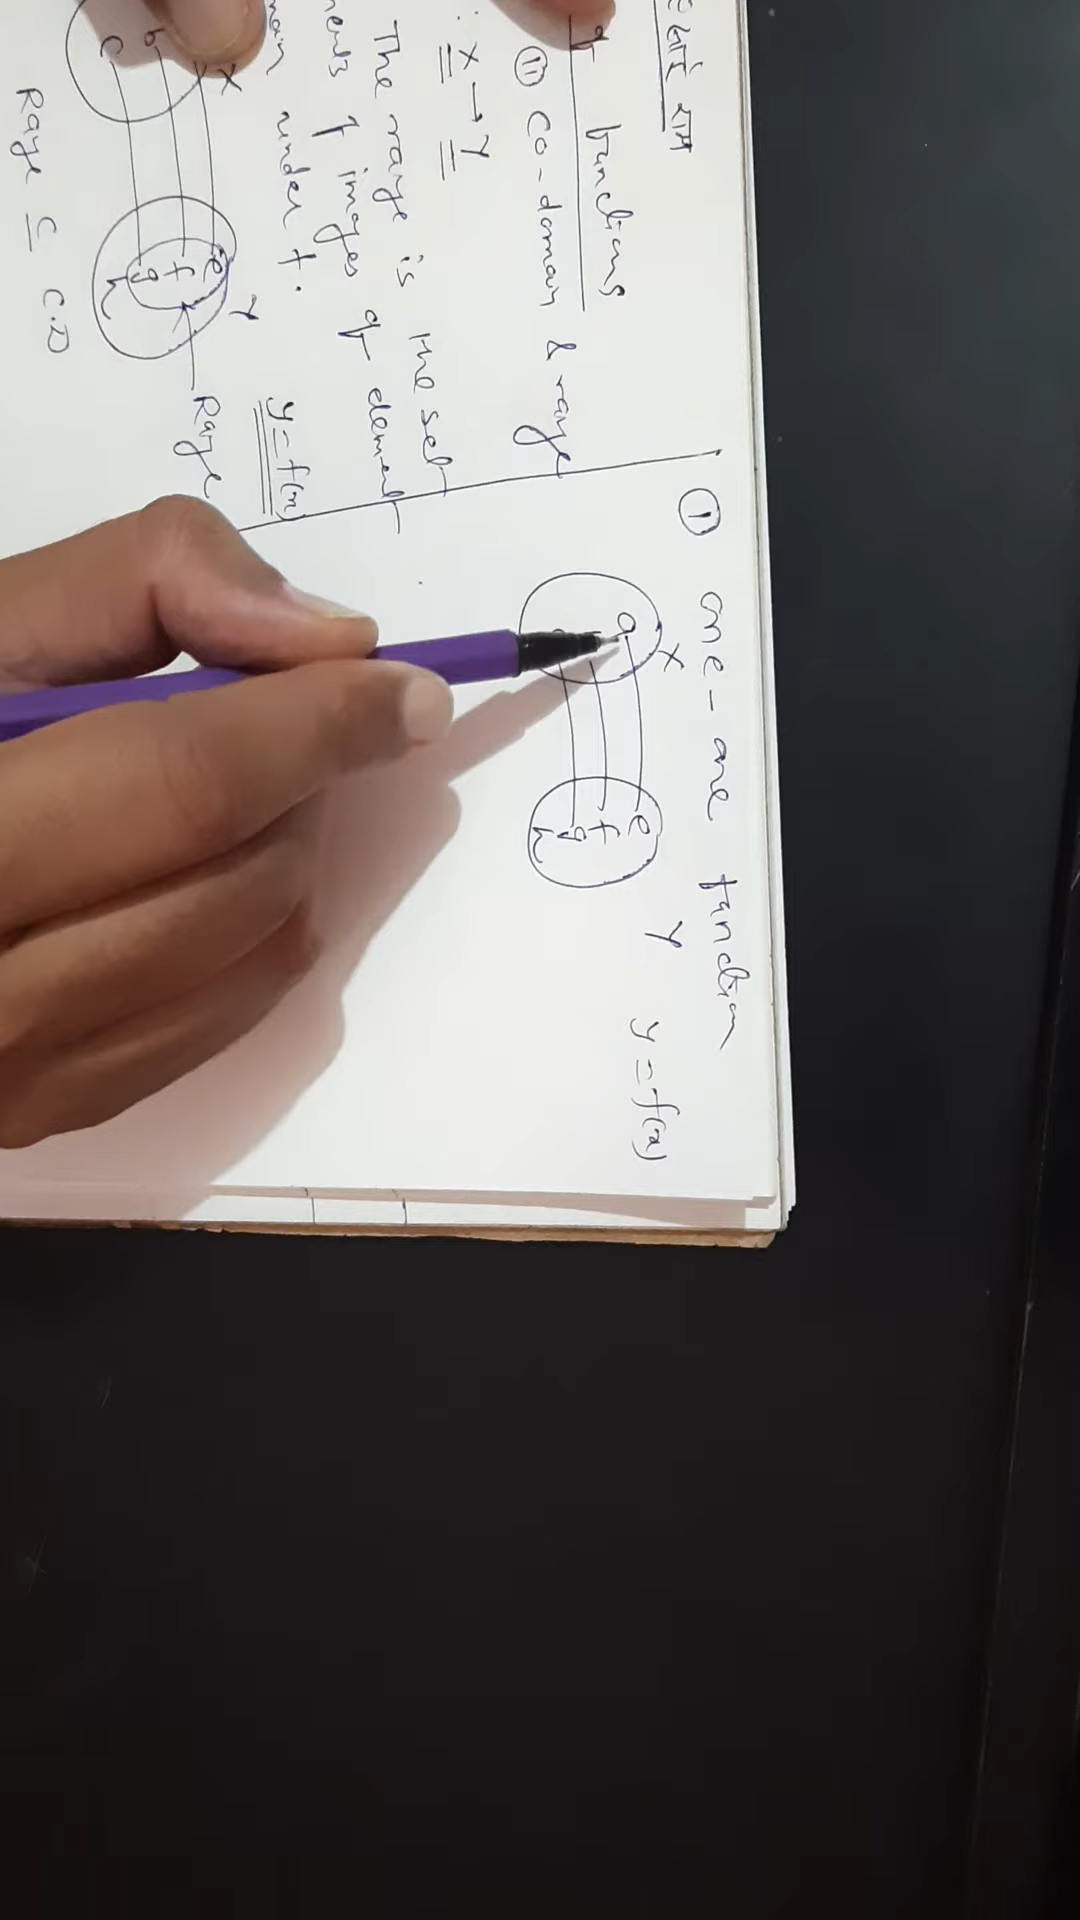 functions
(ii) Co-domain & range
: X → Y
The range is the set
of images of element
under f.
y = f(x)
X
Y
b
c
e
f
g
h
Range
Range ⊆ C.D
(1) one-one function
X
Y
y = f(x)
a
e
f
g
h